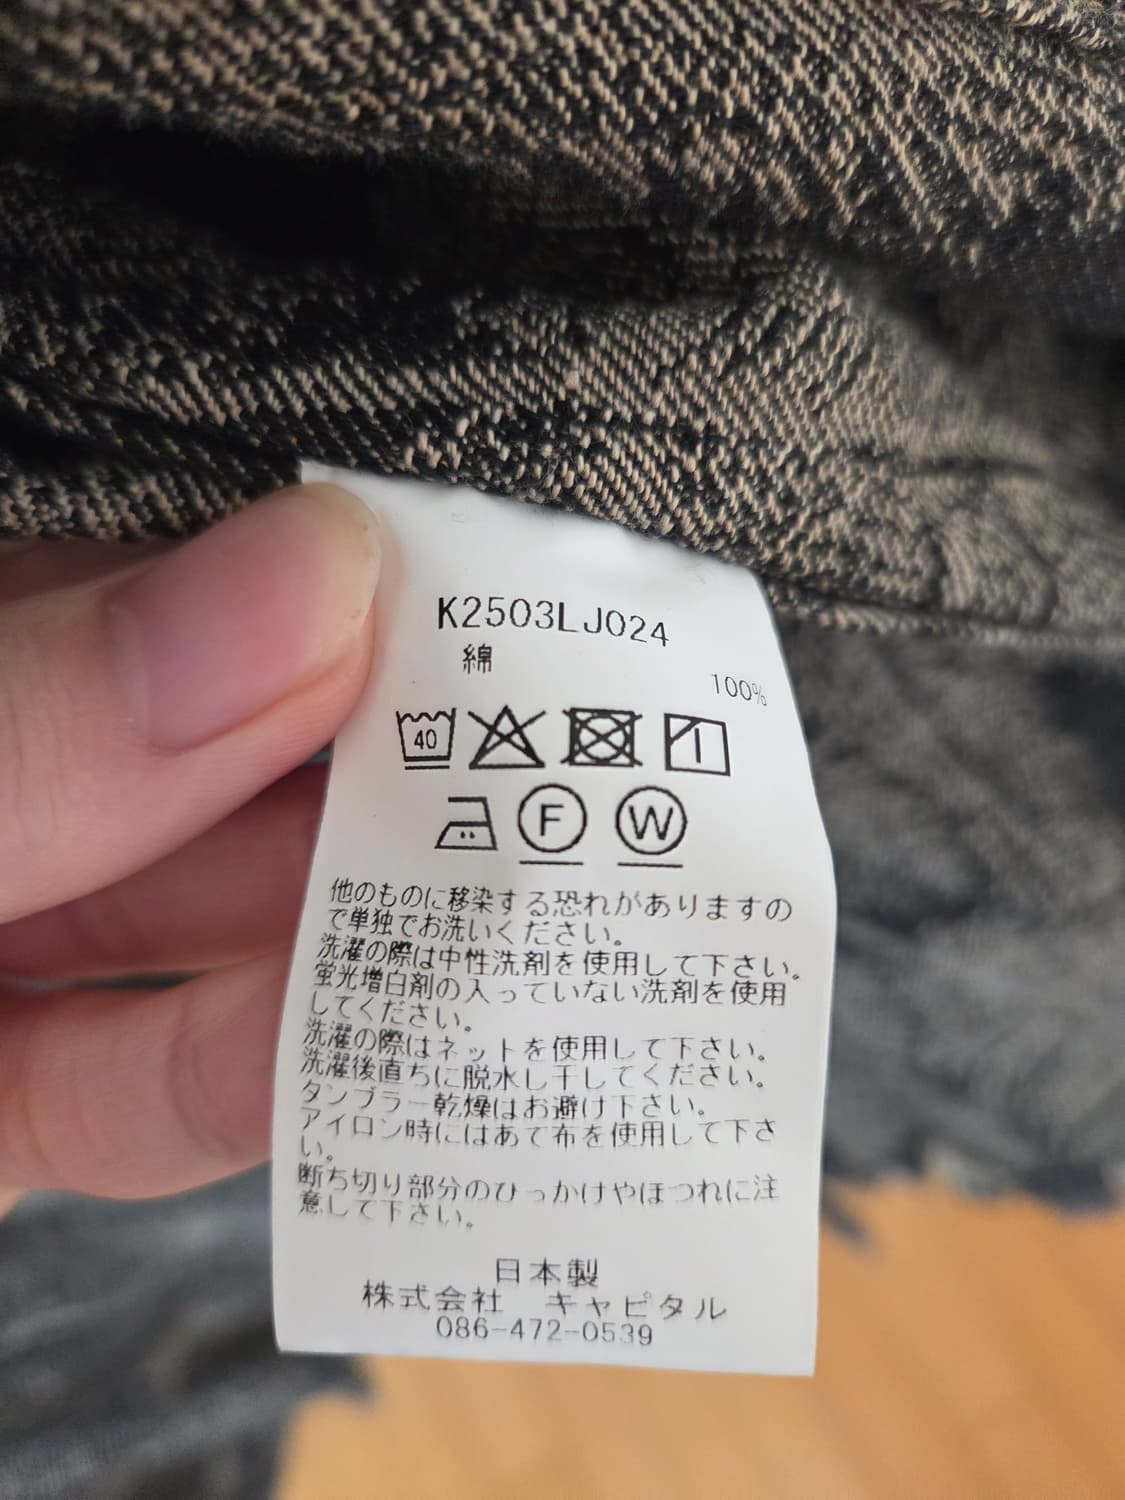 K2503LJ024
綿 100%
40
F W
他のものに移染する恐れがありますの
で単独でお洗いください。
洗濯の際は中性洗剤を使用して下さい。
蛍光増白剤の入っていない洗剤を使用
してください。
洗濯の際はネットを使用して下さい。
洗濯後直ちに脱水し干してください。
タンブラー乾燥はお避け下さい。
アイロン時にはあて布を使用して下さ
い。
断ち切り部分のひっかけやほつれに注
意して下さい。
日本製
株式会社 キャピタル
086-472-0539